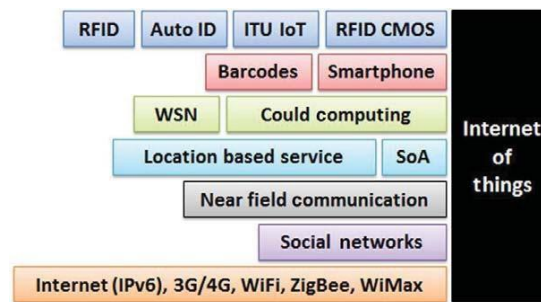 RFID Auto ID ITU IoT RFID CMOS
Barcodes Smartphone
WSN Could computing
Location based service SoA
Near field communication
Social networks
Internet (IPv6), 3G/4G, WiFi, ZigBee, WiMax
Internet
of
things